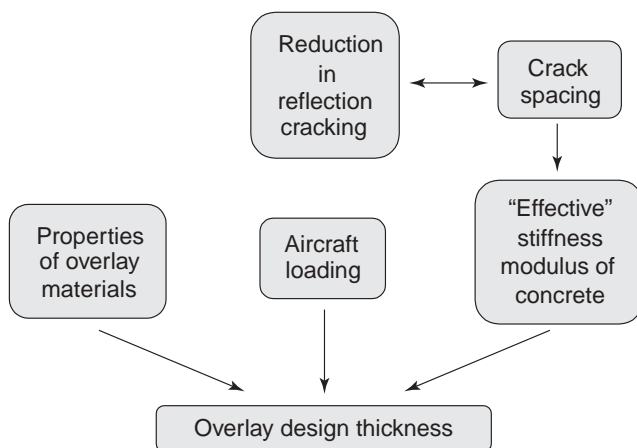 Reduction
in
reflection
cracking
Crack
spacing
“Effective”
stiffness
modulus of
concrete
Properties
of overlay
materials
Aircraft
loading
Overlay design thickness